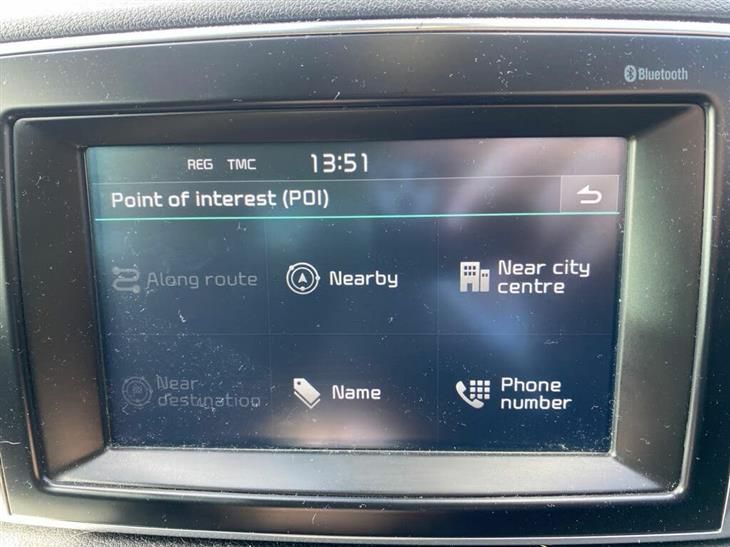 Bluetooth
REG TMC 13:51
Point of interest (POI)
Along route
Nearby
Near city
centre
Near
destination
Name
Phone
number